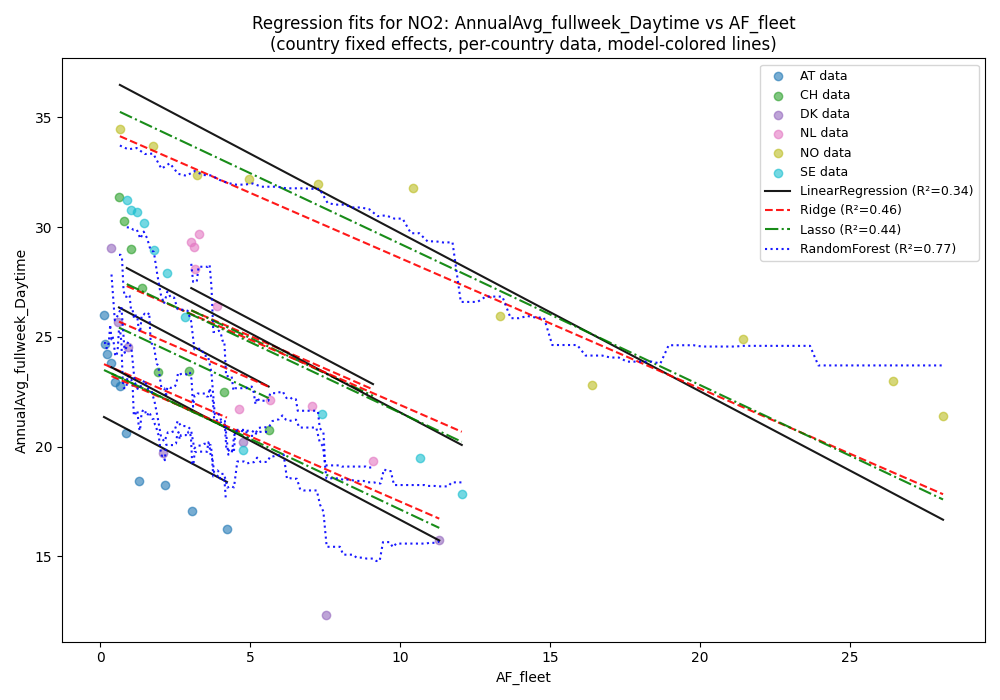 Regression fits for NO2: AnnualAvg_fullweek_Daytime vs AF_fleet
(country fixed effects, per-country data, model-colored lines)
AT data
CH data
DK data
NL data
NO data
SE data
LinearRegression (R²=0.34)
Ridge (R²=0.46)
Lasso (R²=0.44)
RandomForest (R²=0.77)
AnnualAvg_fullweek_Daytime
35
30
25
20
15
0
5
10
15
20
25
AF_fleet